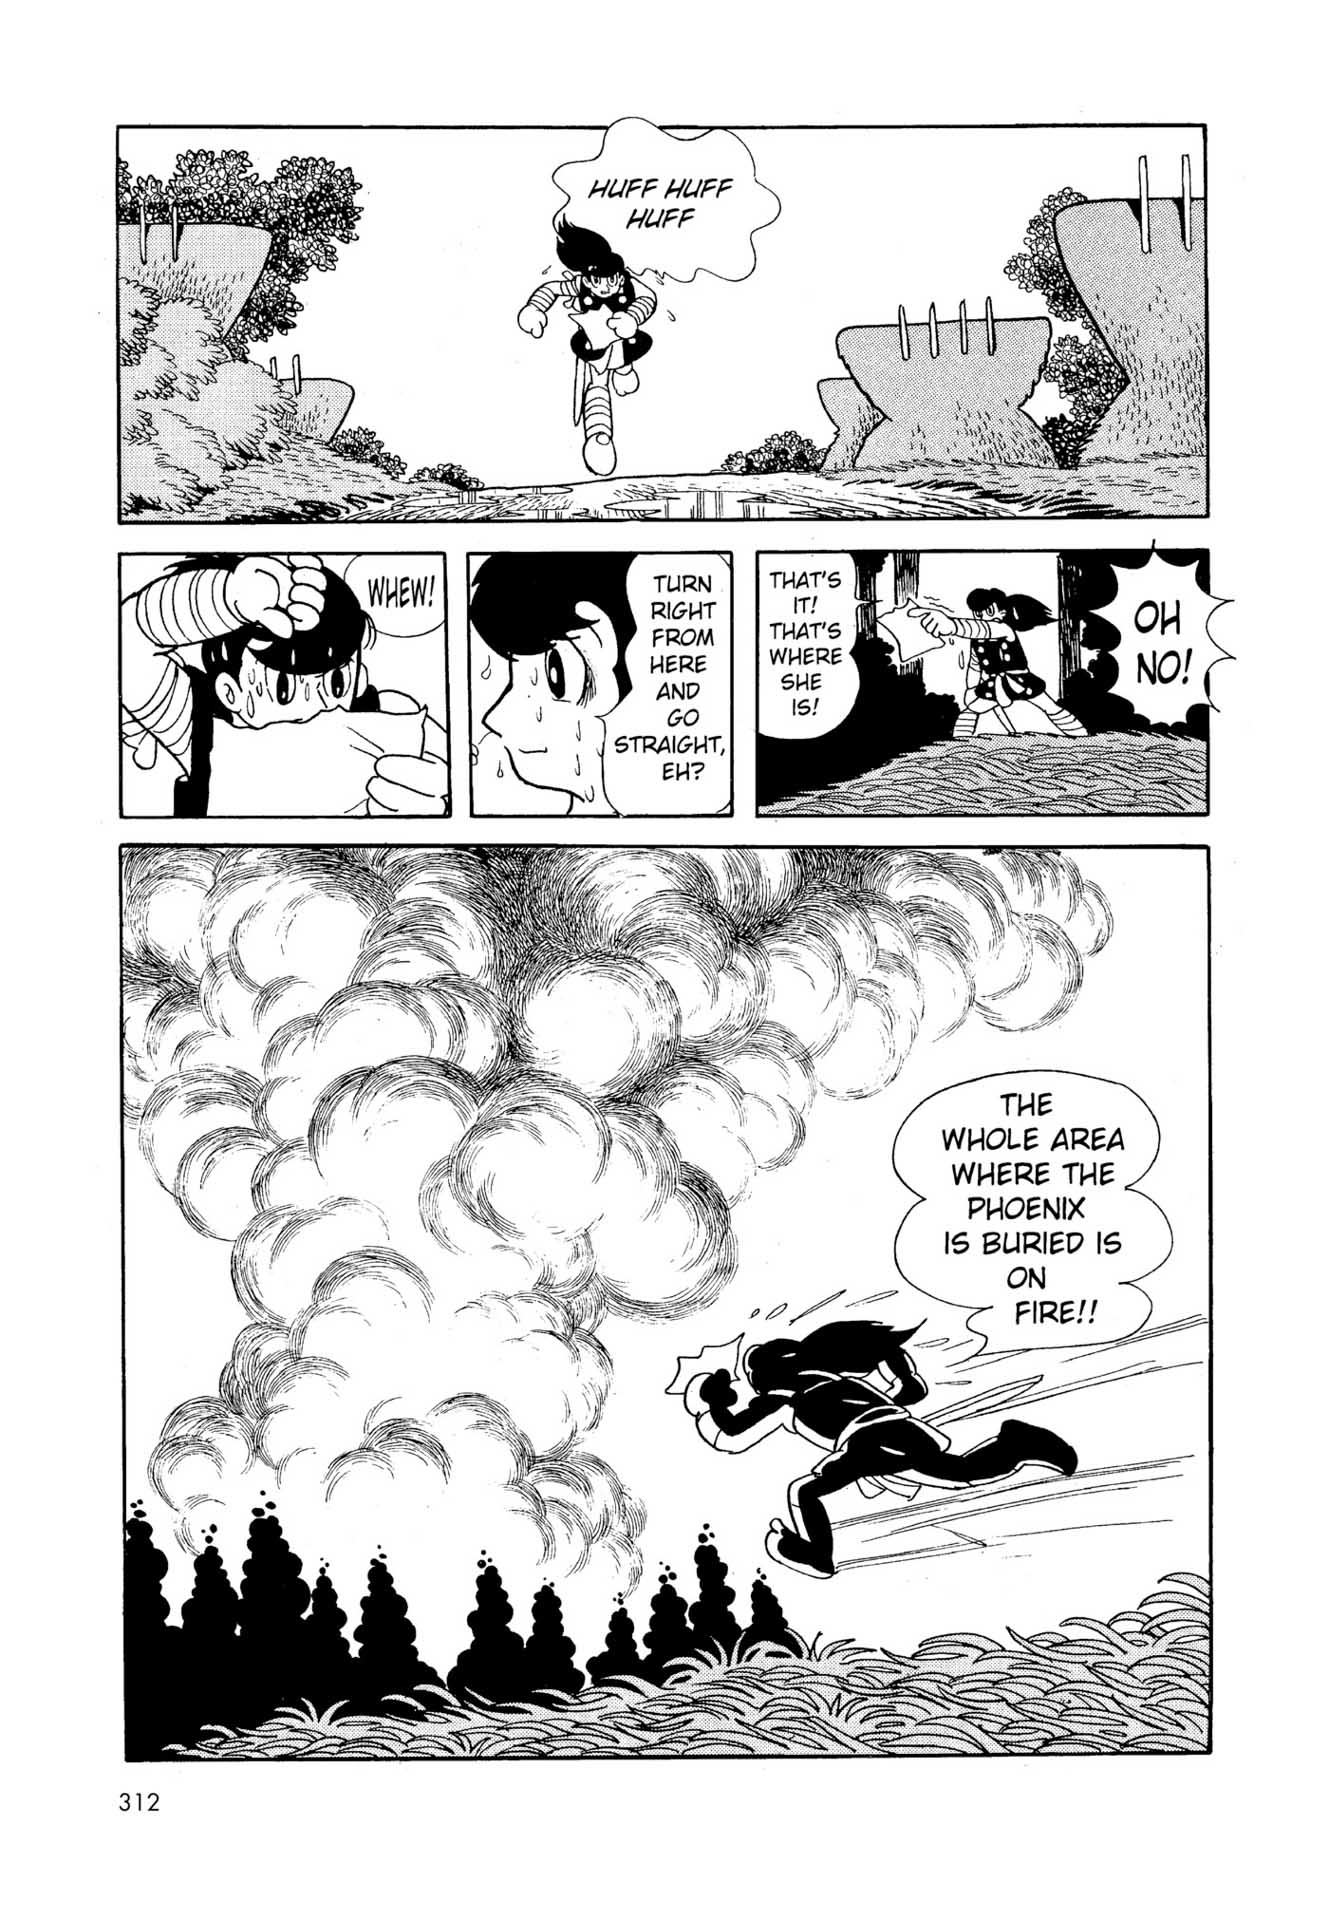 HUFF HUFF
HUFF
WHEW!
TURN
RIGHT
FROM
HERE
AND
GO
STRAIGHT,
EH?
THAT'S
IT!
THAT'S
WHERE
SHE
IS!
OH
NO!
THE
WHOLE AREA
WHERE THE
PHOENIX
IS BURIED IS
ON
FIRE!!
312